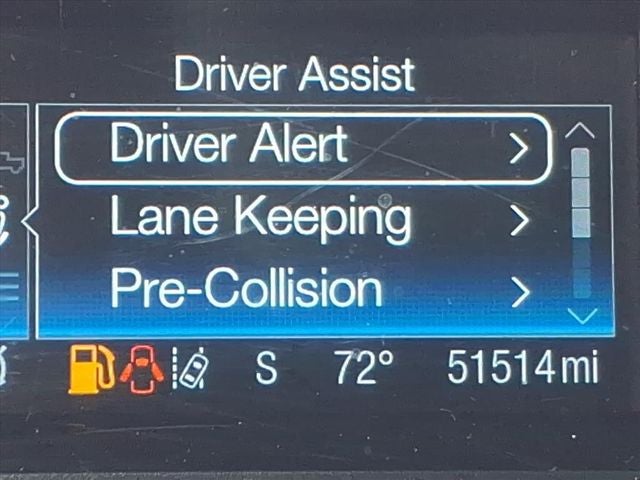 Driver Assist
Driver Alert
Lane Keeping
Pre-Collision
S 72° 51514 mi